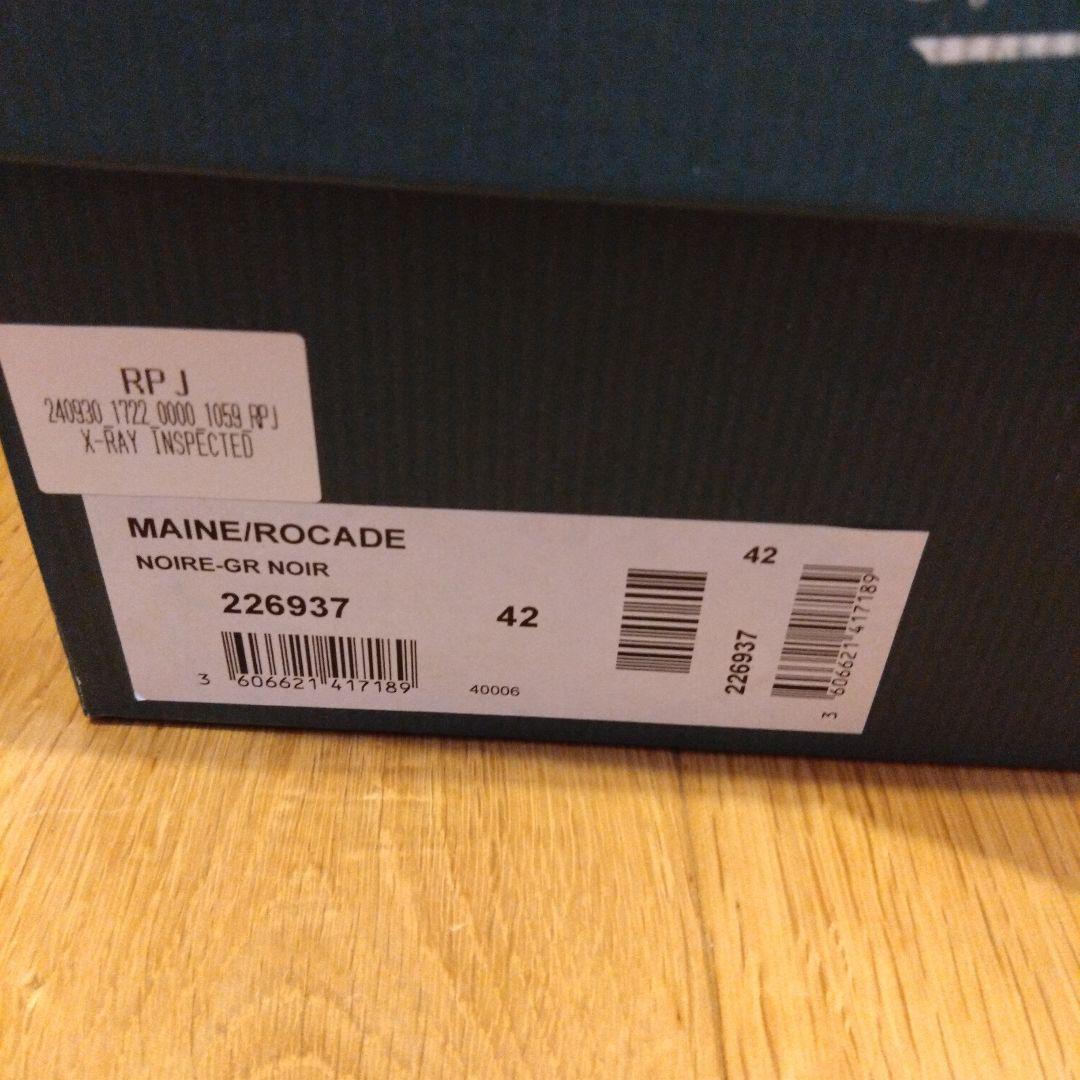 RPJ
240930_1722_0000_1059_RPJ
X-RAY INSPECTED
MAINE/ROCADE
NOIRE-GR NOIR
226937
42
3 606621 417189
40006
42
226937
3 606621 417189